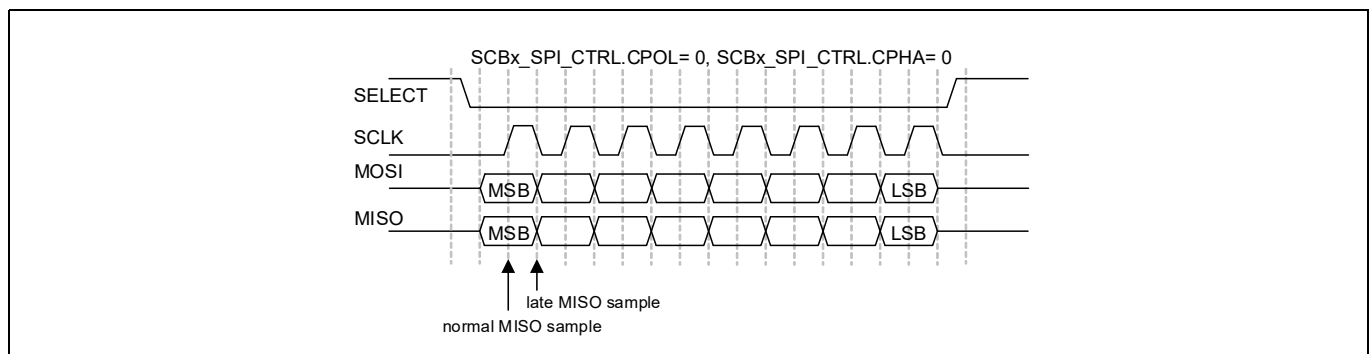 SCBx_SPI_CTRL.CPOL= 0, SCBx_SPI_CTRL.CPHA= 0
SELECT
SCLK
MOSI
MSB
LSB
MISO
MSB
LSB
late MISO sample
normal MISO sample